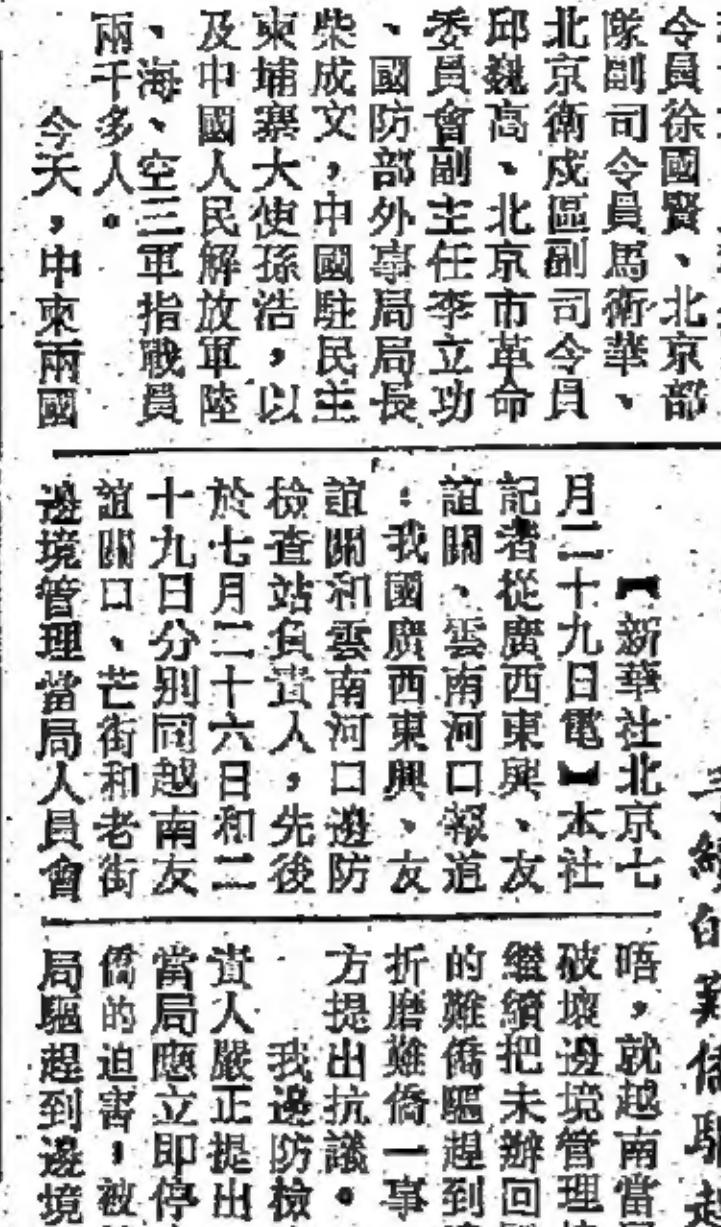 令員徐國賢、北京部
隊副司令員馬衛華、
北京衛戍區副司令員
邱巍高、北京市革命
委員會副主任李立功
、國防部外事局局長
柴成文,中國駐民主
柬埔寨大使孫浩,以
及中國人民解放軍陸
、海、空三軍指戰員
兩千多人。
今天,中柬兩國
【新華社北京七
月二十九日電】本社
記者從廣西東興、友
誼關、雲南河口報道
:我國廣西東興、友
誼關和雲南河口邊防
檢查站負責人,先後
於七月二十六日和二
十九日分別同越南友
誼關口、芒街和老街
邊境管理當局人員會
續的難僑驅趕
晤,就越南當
破壞邊境管理
繼續把未辦回
的難僑驅趕到
折磨難僑一事
方提出抗議。
我邊防檢
責人嚴正提出
當局應立即停
僑的迫害,被
局驅趕到邊境